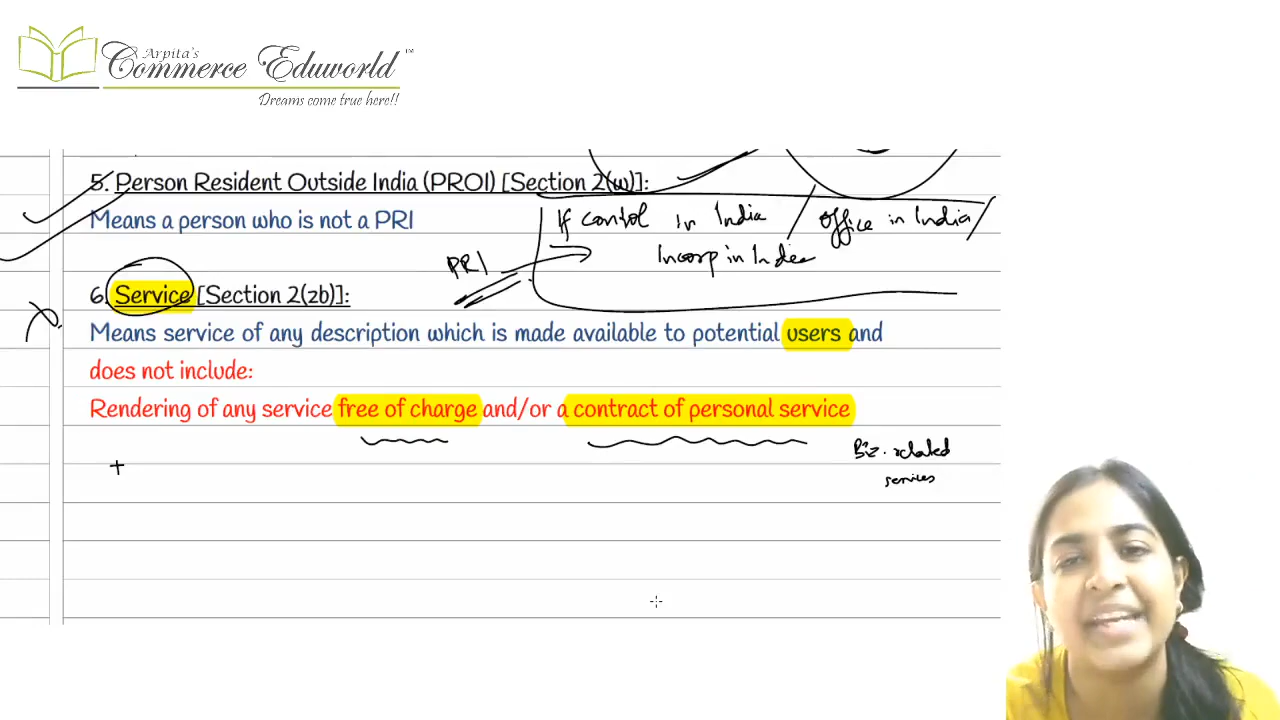 Arpita's
Commerce Eduworld™
Dreams come true here!!
5. Person Resident Outside India (PROI) [Section 2(w)]:
Means a person who is not a PRI
If control in India / office in India /
Incorp in India
PRI
6. Service [Section 2(zb)]:
Means service of any description which is made available to potential users and
does not include:
Rendering of any service free of charge and/or a contract of personal service
Biz. related
services
+